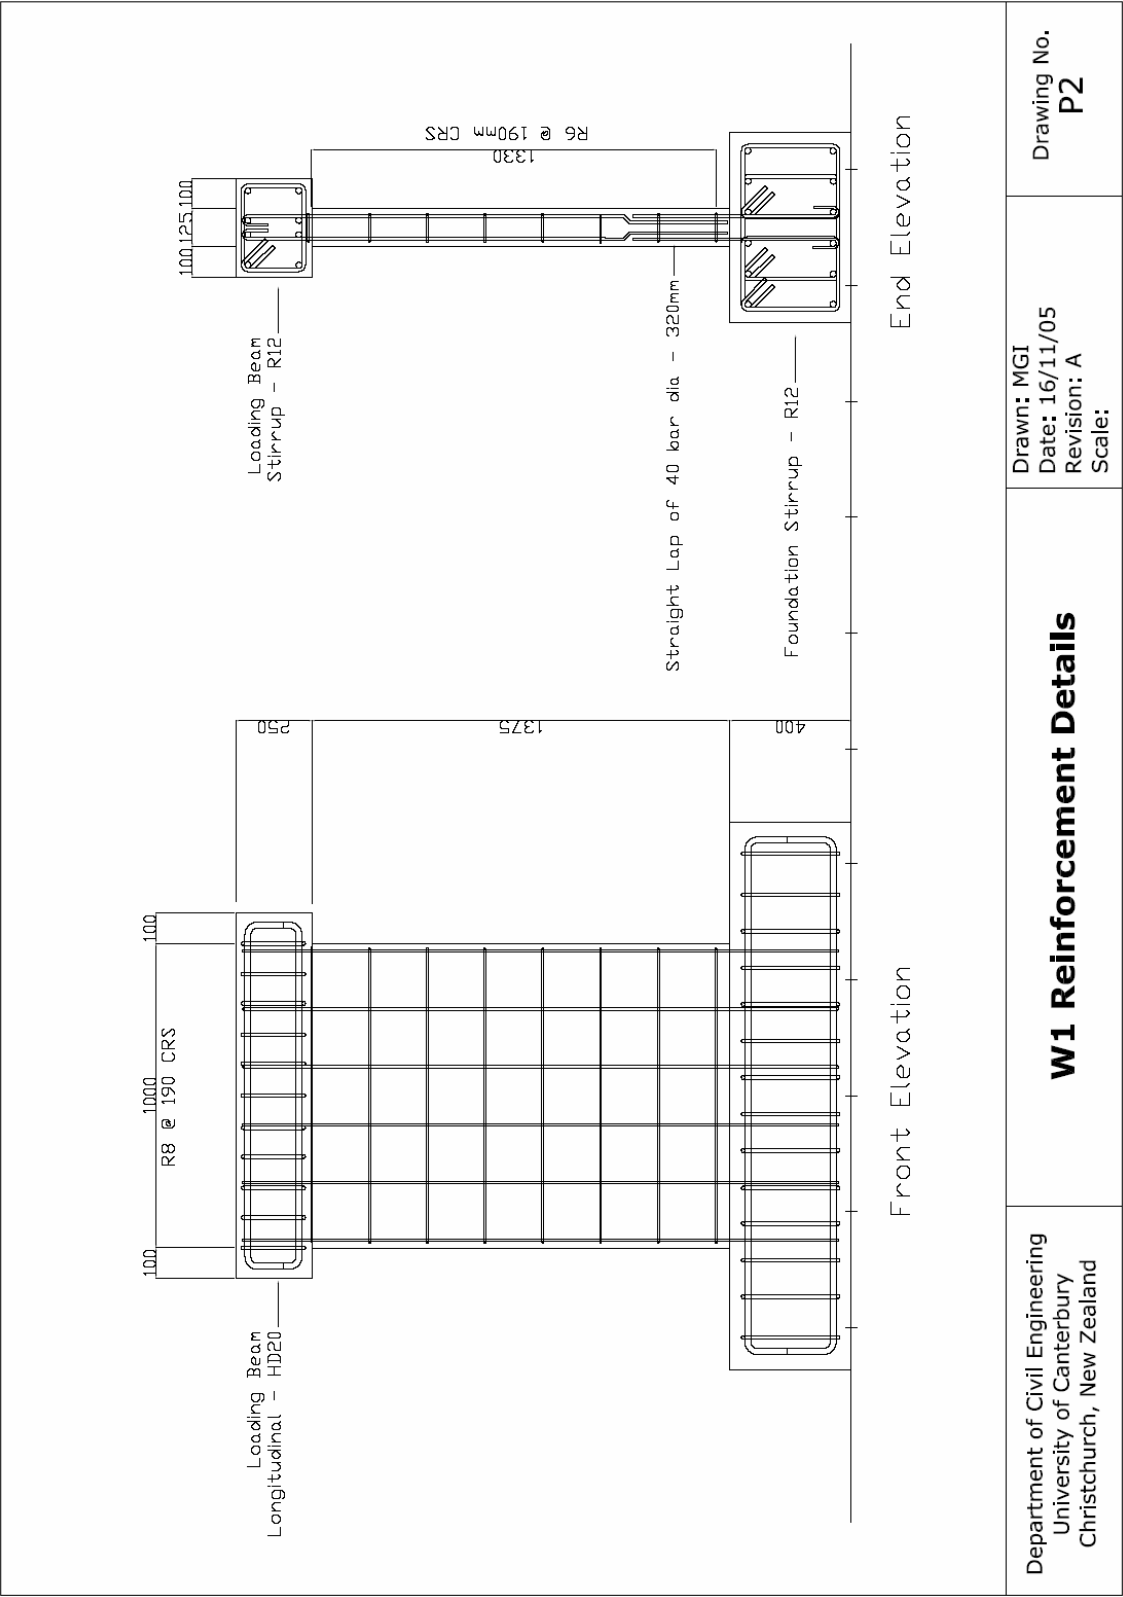 100
1000
100
R8 @ 190 CRS
Loading Beam
Longitudinal - HD20
250
1375
400
Front Elevation
100
125
100
R6 @ 190mm CRS
1330
Loading Beam
Stirrup - R12
Straight Lap of 40 bar dia - 320mm
Foundation Stirrup - R12
End Elevation
Department of Civil Engineering
University of Canterbury
Christchurch, New Zealand
W1 Reinforcement Details
Drawn: MGI
Date: 16/11/05
Revision: A
Scale:
Drawing No.
P2